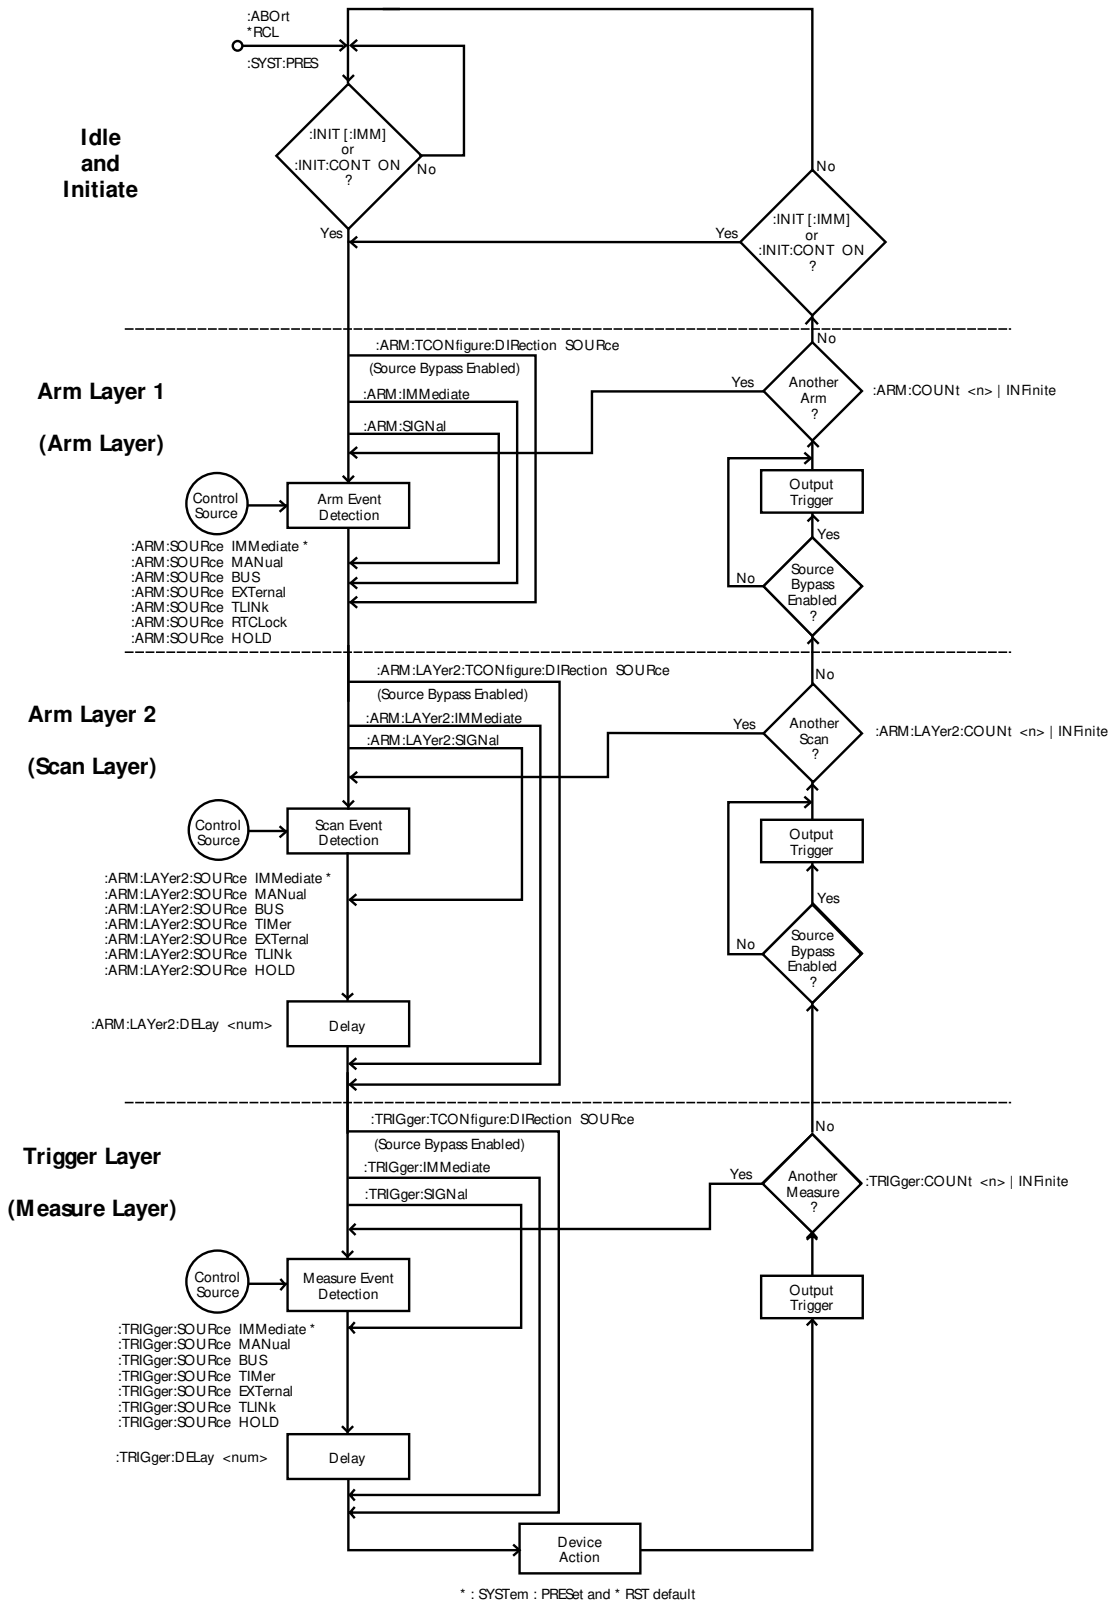 :ABOrt
*RCL
:SYST:PRES
Idle
and
Initiate
:INIT [:IMM]
or
:INIT:CONT ON
?
No
Yes
No
:INIT [:IMM]
or
:INIT:CONT ON
?
Yes
Arm Layer 1
(Arm Layer)
:ARM:TCONfigure:DIRection SOURce
(Source Bypass Enabled)
:ARM:IMMediate
:ARM:SIGNal
No
Yes
Another
Arm
?
:ARM:COUNt <n> | INFinite
Control
Source
Arm Event
Detection
Output
Trigger
Yes
:ARM:SOURce IMMediate *
:ARM:SOURce MANual
:ARM:SOURce BUS
:ARM:SOURce EXTernal
:ARM:SOURce TLINk
:ARM:SOURce RTCLock
:ARM:SOURce HOLD
No
Source
Bypass
Enabled
?
Arm Layer 2
(Scan Layer)
:ARM:LAYer2:TCONfigure:DIRection SOURce
(Source Bypass Enabled)
:ARM:LAYer2:IMMediate
:ARM:LAYer2:SIGNal
No
Yes
Another
Scan
?
:ARM:LAYer2:COUNt <n> | INFinite
Control
Source
Scan Event
Detection
Output
Trigger
Yes
:ARM:LAYer2:SOURce IMMediate *
:ARM:LAYer2:SOURce MANual
:ARM:LAYer2:SOURce BUS
:ARM:LAYer2:SOURce TIMer
:ARM:LAYer2:SOURce EXTernal
:ARM:LAYer2:SOURce TLINk
:ARM:LAYer2:SOURce HOLD
No
Source
Bypass
Enabled
?
:ARM:LAYer2:DELay <num>
Delay
Trigger Layer
(Measure Layer)
:TRIGger:TCONfigure:DIRection SOURce
(Source Bypass Enabled)
:TRIGger:IMMediate
:TRIGger:SIGNal
No
Yes
Another
Measure
?
:TRIGger:COUNt <n> | INFinite
Control
Source
Measure Event
Detection
Output
Trigger
:TRIGger:SOURce IMMediate *
:TRIGger:SOURce MANual
:TRIGger:SOURce BUS
:TRIGger:SOURce TIMer
:TRIGger:SOURce EXTernal
:TRIGger:SOURce TLINk
:TRIGger:SOURce HOLD
:TRIGger:DELay <num>
Delay
Device
Action
* : SYSTem : PRESet and * RST default